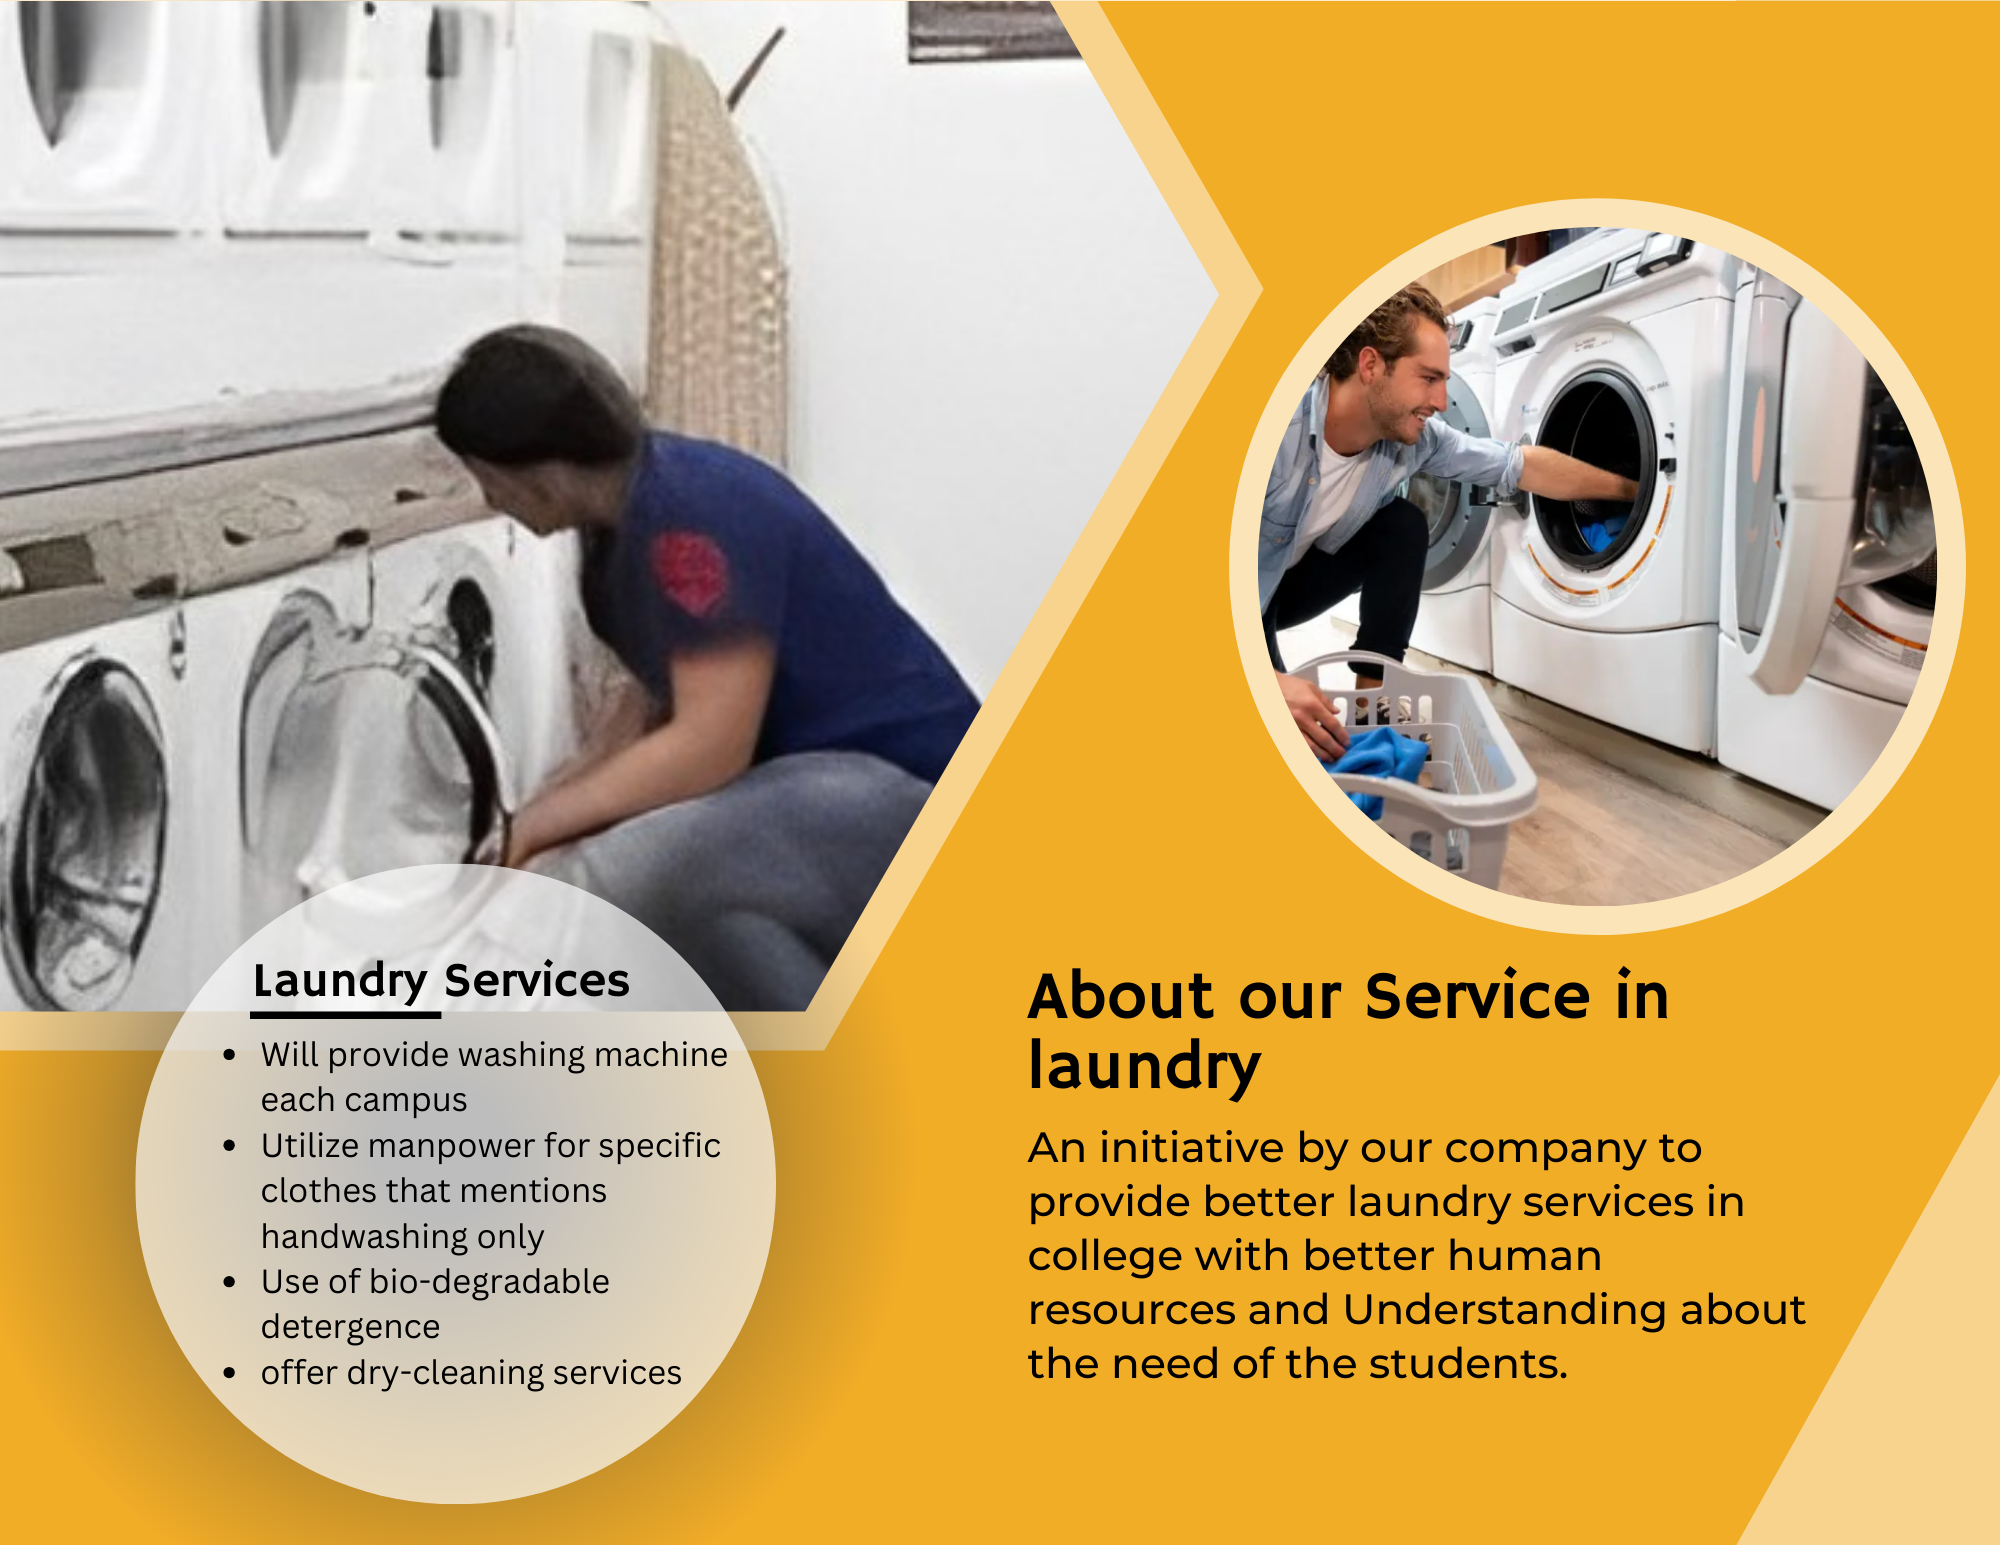 Laundry Services
Will provide washing machine
each campus
Utilize manpower for specific
clothes that mentions
handwashing only
Use of bio-degradable
detergence
offer dry-cleaning services
About our Service in
laundry
An initiative by our company to
provide better laundry services in
college with better human
resources and Understanding about
the need of the students.